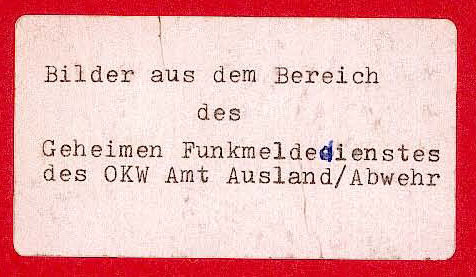 Bilder aus dem Bereich
des
Geheimen Funkmeldedienstes
des OKW Amt Ausland/Abwehr